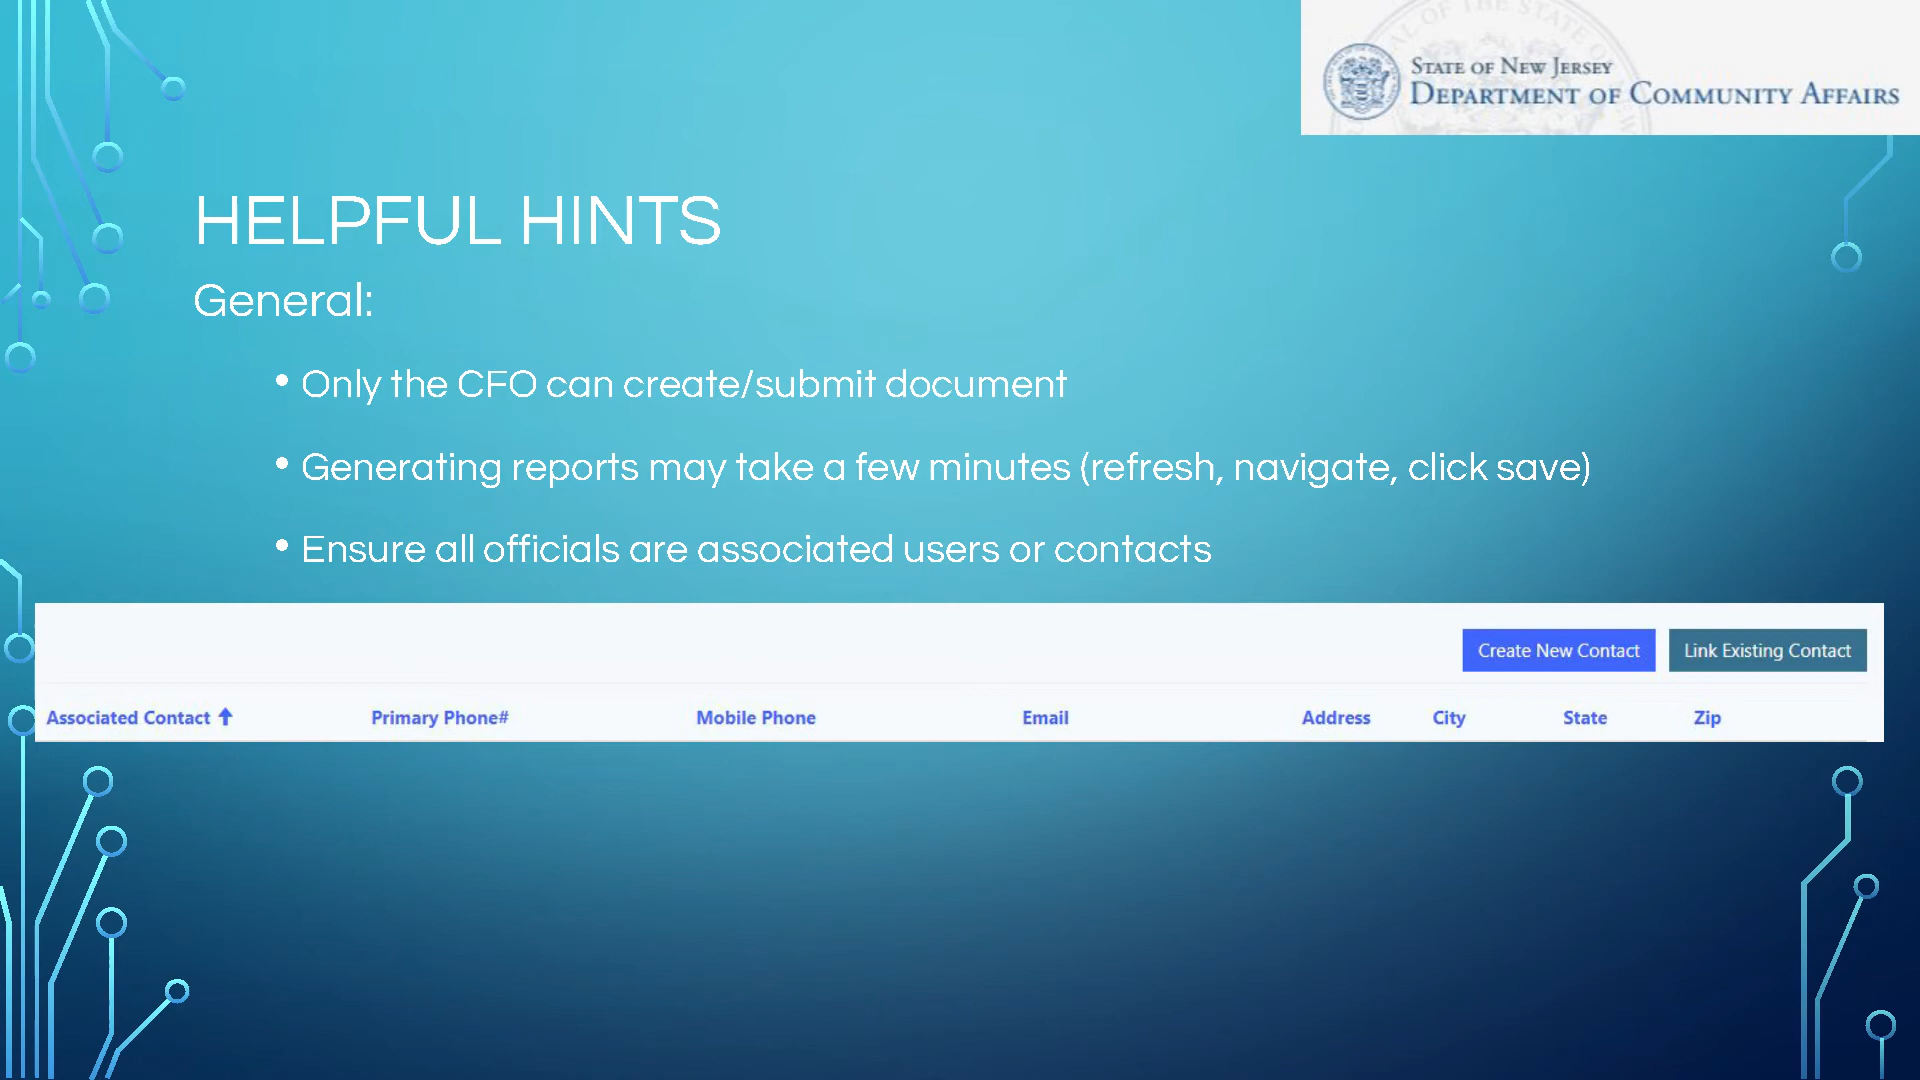 STATE OF NEW JERSEY
DEPARTMENT OF COMMUNITY AFFAIRS
HELPFUL HINTS
General:
• Only the CFO can create/submit document
• Generating reports may take a few minutes (refresh, navigate, click save)
• Ensure all officials are associated users or contacts
Create New Contact Link Existing Contact
Associated Contact ↑ Primary Phone# Mobile Phone Email Address City State Zip